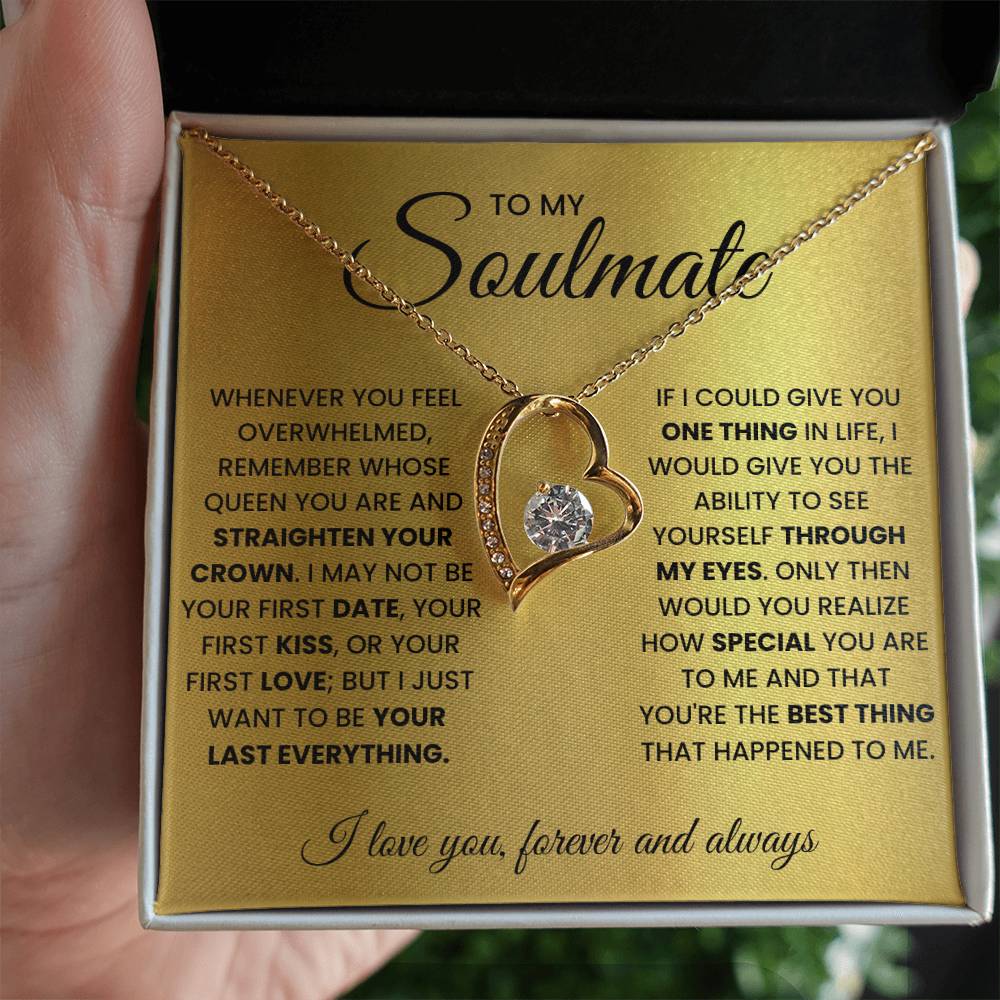 TO MY
Soulmate
WHENEVER YOU FEEL
OVERWHELMED,
REMEMBER WHOSE
QUEEN YOU ARE AND
STRAIGHTEN YOUR
CROWN. I MAY NOT BE
YOUR FIRST DATE, YOUR
FIRST KISS, OR YOUR
FIRST LOVE; BUT I JUST
WANT TO BE YOUR
LAST EVERYTHING.
IF I COULD GIVE YOU
ONE THING IN LIFE, I
WOULD GIVE YOU THE
ABILITY TO SEE
YOURSELF THROUGH
MY EYES. ONLY THEN
WOULD YOU REALIZE
HOW SPECIAL YOU ARE
TO ME AND THAT
YOU'RE THE BEST THING
THAT HAPPENED TO ME.
I love you, forever and always